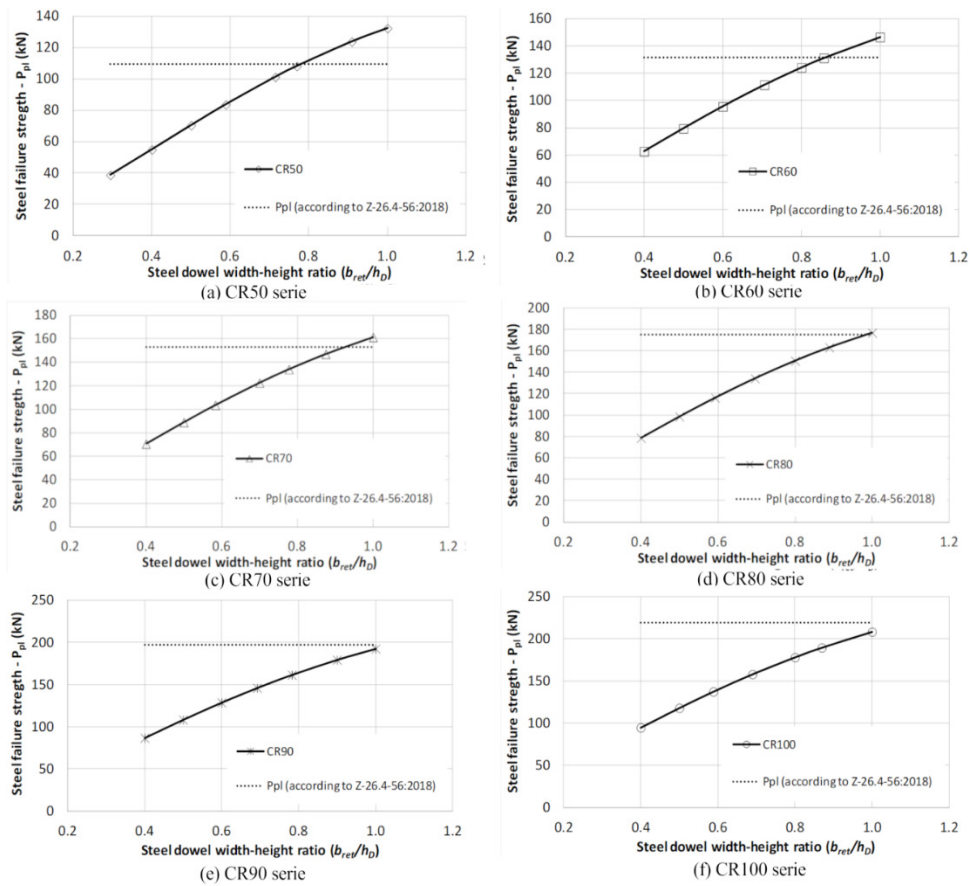 140
120
100
80
60
40
20
0
Steel failure stregth - Ppl (kN)
CR50
Ppl (according to Z-26.4-56:2018)
0.2 0.4 0.6 0.8 1.0 1.2
Steel dowel width-height ratio (bret/hD)
(a) CR50 serie
160
140
120
100
80
60
40
20
0
Steel failure stregth - Ppl (kN)
CR60
Ppl (according to Z-26.4-56:2018)
0.2 0.4 0.6 0.8 1.0 1.2
Steel dowel width-height ratio (bret/hD)
(b) CR60 serie
180
160
140
120
100
80
60
40
20
0
Steel failure stregth - Ppl (kN)
CR70
Ppl (according to Z-26.4-56:2018)
0.2 0.4 0.6 0.8 1.0 1.2
Steel dowel width-height ratio (bret/hD)
(c) CR70 serie
200
180
160
140
120
100
80
60
40
20
0
Steel failure stregth - Ppl (kN)
CR80
Ppl (according to Z-26.4-56:2018)
0.2 0.4 0.6 0.8 1.0 1.2
Steel dowel width-height ratio (bret/hD)
(d) CR80 serie
250
200
150
100
50
0
Steel failure stregth - Ppl (kN)
CR90
Ppl (according to Z-26.4-56:2018)
0.2 0.4 0.6 0.8 1.0 1.2
Steel dowel width-height ratio (bret/hD)
(e) CR90 serie
250
200
150
100
50
0
Steel failure stregth - Ppl (kN)
CR100
Ppl (according to Z-26.4-56:2018)
0.2 0.4 0.6 0.8 1.0 1.2
Steel dowel width-height ratio (bret/hD)
(f) CR100 serie